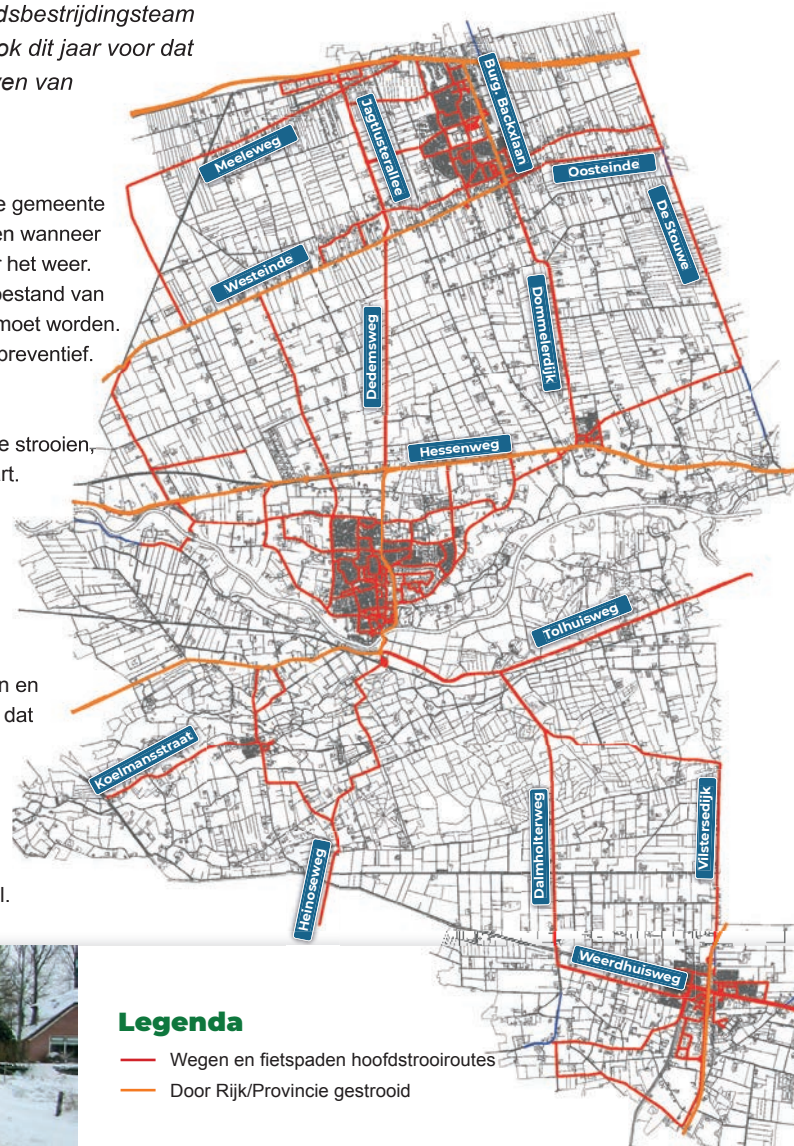 dsbestrijdingsteam
ok dit jaar voor dat
ven van
e gemeente
en wanneer
r het weer.
bestand van
moet worden.
preventief.
e strooien,
rt.
n en
dat
l.
Burg. Backxlaan
Jagtlusterallee
Meeleweg
Oosteinde
De Stouwe
Westeinde
Dedemsweg
Dommelerdijk
Hessenweg
Tolhuisweg
Koelmansstraat
Dalmholterweg
Vilstersedijk
Heinoseweg
Weerdhuisweg
Legenda
Wegen en fietspaden hoofdstrooiroutes
Door Rijk/Provincie gestrooid